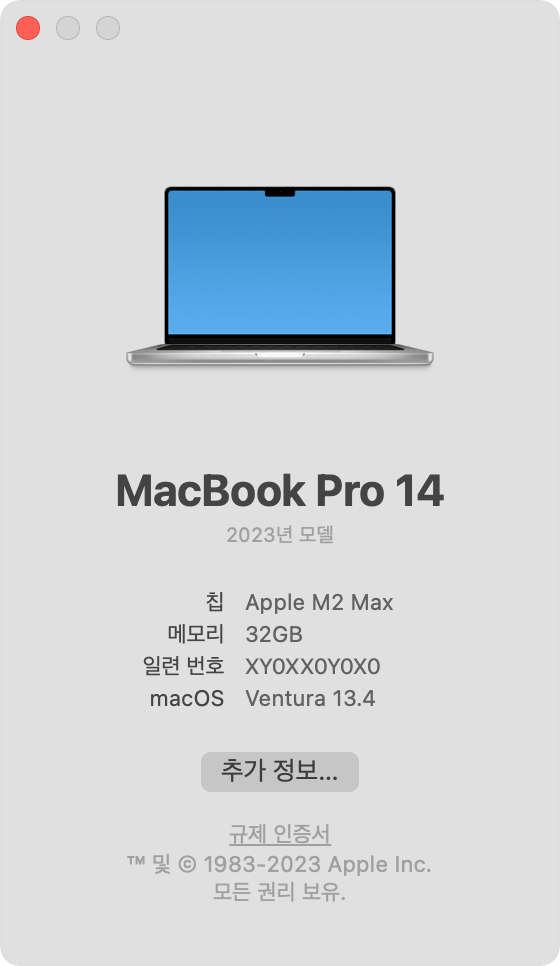 MacBook Pro 14
2023년 모델
칩 Apple M2 Max
메모리 32GB
일련 번호 XY0XX0Y0X0
macOS Ventura 13.4
추가 정보...
규제 인증서
™ 및 © 1983-2023 Apple Inc.
모든 권리 보유.